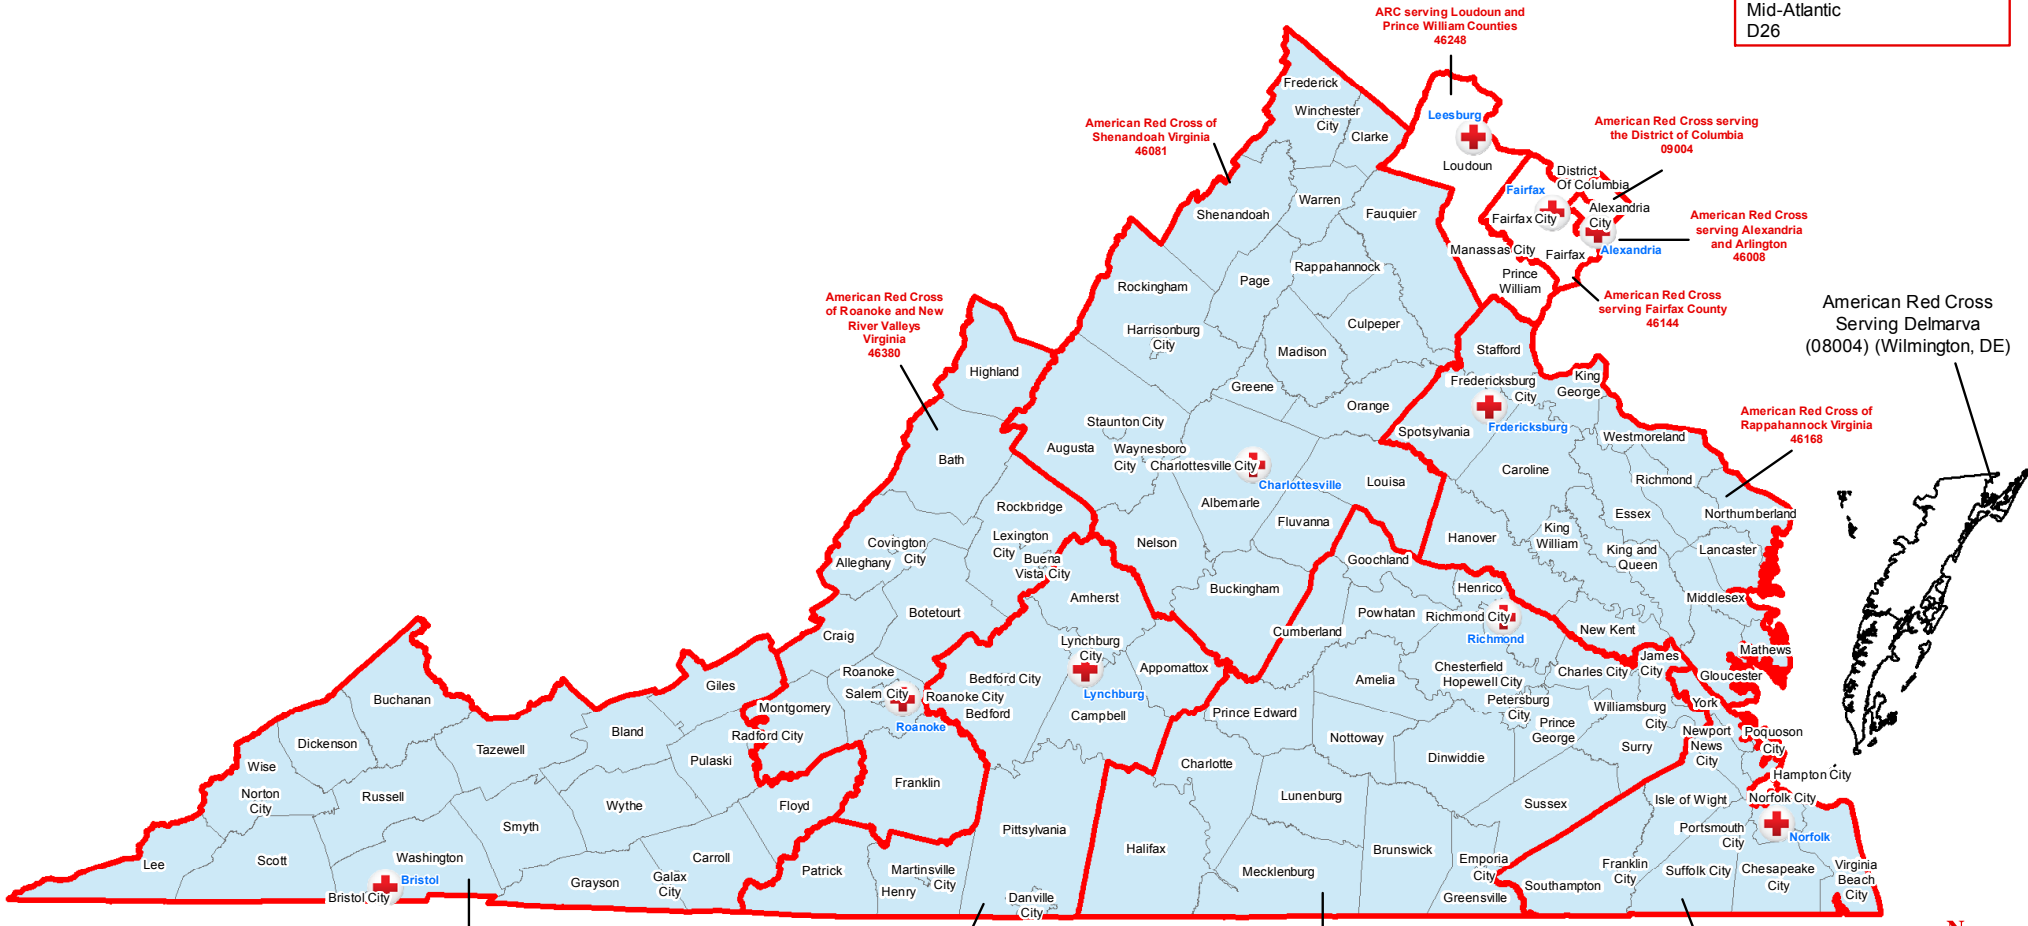 Mid-Atlantic
D26
ARC serving Loudoun and
Prince William Counties
46248
American Red Cross of
Shenandoah Virginia
46081
American Red Cross serving
the District of Columbia
09004
American Red Cross
serving Alexandria
and Arlington
46008
American Red Cross
serving Fairfax County
46144
American Red Cross
of Roanoke and New
River Valleys
Virginia
46380
American Red Cross
Serving Delmarva
(08004) (Wilmington, DE)
American Red Cross of
Rappahannock Virginia
46168
Frederick
Winchester
City
Clarke
Leesburg
Loudoun
District
Of Columbia
Fairfax
Fairfax City
Alexandria
City
Alexandria
Fairfax
Manassas City
Prince
William
Shenandoah
Warren
Fauquier
Rappahannock
Page
Rockingham
Harrisonburg
City
Culpeper
Madison
Greene
Orange
Stafford
Fredericksburg
City
King
George
Frdericksburg
Spotsylvania
Westmoreland
Caroline
Richmond
Essex
Northumberland
Lancaster
King
William
King and
Queen
Hanover
Middlesex
Mathews
Gloucester
New Kent
Highland
Bath
Augusta
Staunton City
Waynesboro
City
Charlottesville City
Charlottesville
Albemarle
Louisa
Fluvanna
Nelson
Buckingham
Rockbridge
Lexington
City
Buena
Vista City
Covington
City
Alleghany
Botetourt
Craig
Amherst
Lynchburg
City
Lynchburg
Appomattox
Bedford City
Bedford
Campbell
Roanoke
Salem City
Roanoke City
Roanoke
Goochland
Henrico
Powhatan
Richmond City
Richmond
Cumberland
Chesterfield
Hopewell City
Charles City
James
City
Amelia
Petersburg
City
Prince
George
Williamsburg
City
York
Newport
News
City
Poquoson
City
Hampton City
Surry
Prince Edward
Nottoway
Dinwiddie
Charlotte
Lunenburg
Sussex
Isle of Wight
Norfolk City
Norfolk
Portsmouth
City
Halifax
Mecklenburg
Brunswick
Emporia
City
Greensville
Southampton
Franklin
City
Suffolk City
Chesapeake
City
Virginia
Beach
City
Giles
Montgomery
Radford City
Buchanan
Dickenson
Tazewell
Bland
Pulaski
Wise
Norton
City
Russell
Wythe
Floyd
Franklin
Pittsylvania
Smyth
Lee
Scott
Washington
Bristol
Bristol City
Grayson
Carroll
Galax
City
Patrick
Martinsville
City
Henry
Danville
City
N